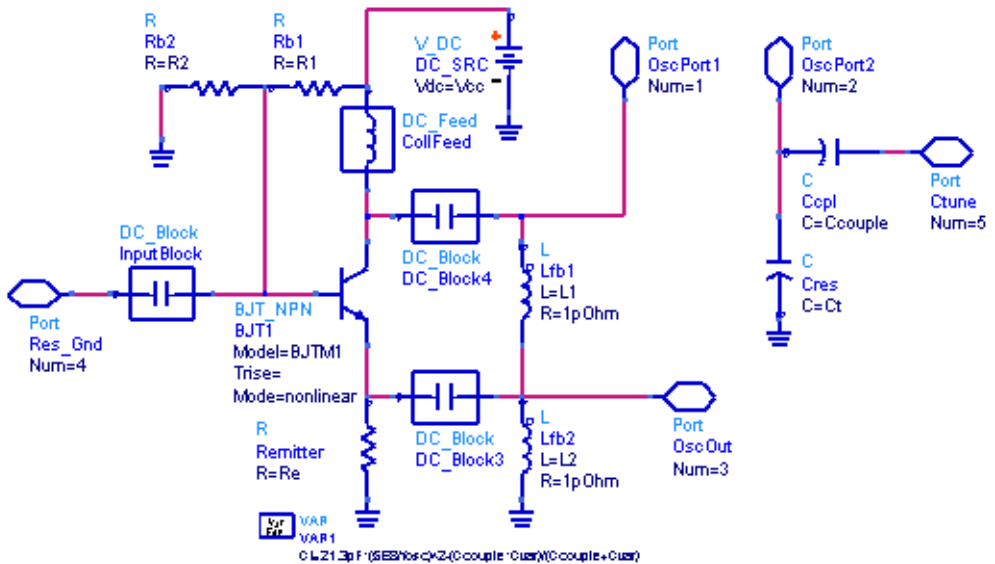 R
Rb2
R=R2
R
Rb1
R=R1
V_DC
DC_SRC
Vdc=Vcc
+
-
Port
OscPort1
Num=1
Port
OscPort2
Num=2
DC_Feed
CollFeed
C
Ccpl
C=Ccouple
Port
Ctune
Num=5
DC_Block
InputBlock
DC_Block
DC_Block4
L
Lfb1
L=L1
R=1pOhm
C
Cres
C=Ct
Port
Res_Gnd
Num=4
BJT_NPN
BJT1
Model=BJTM1
Trise=
Mode=nonlinear
DC_Block
DC_Block3
L
Lfb2
L=L2
R=1pOhm
Port
OscOut
Num=3
R
Remitter
R=Re
VAR
VAR1